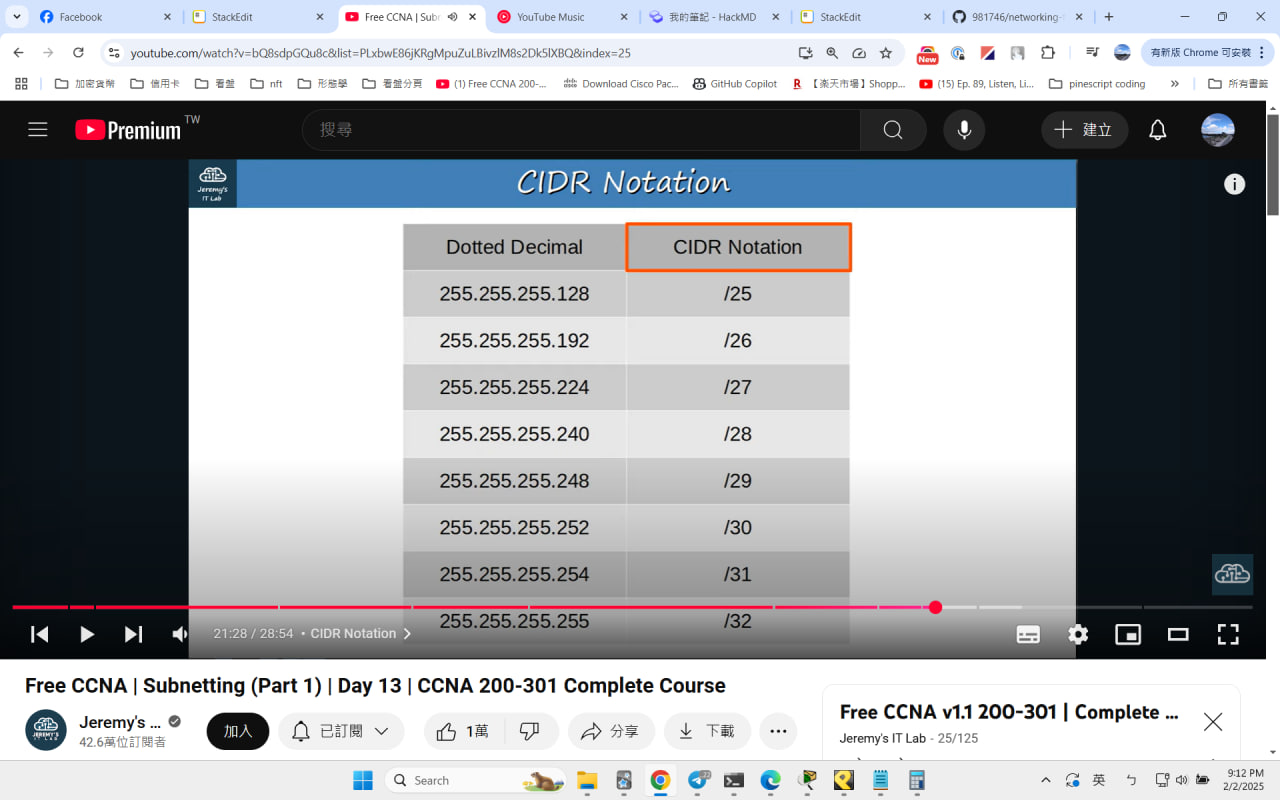 Facebook
StackEdit
Free CCNA | Subn
YouTube Music
我的筆記 - HackMD
StackEdit
981746/networking-
youtube.com/watch?v=bQ8sdpGQu8c&list=PLxbwE86jKRgMpuZuLBivzlM8s2Dk5lXBQ&index=25
New
有新版 Chrome 可安裝
加密貨幣
信用卡
看盤
nft
形態學
看盤分頁
(1) Free CCNA 200-...
Download Cisco Pac...
GitHub Copilot
【楽天市場】Shopp...
(15) Ep. 89, Listen, Li...
pinescript coding
所有書籤
Premium TW
搜尋
建立
Jeremy's
IT Lab
CIDR Notation
Dotted Decimal CIDR Notation
255.255.255.128 /25
255.255.255.192 /26
255.255.255.224 /27
255.255.255.240 /28
255.255.255.248 /29
255.255.255.252 /30
255.255.255.254 /31
255.255.255.255 /32
21:28 / 28:54 • CIDR Notation
Free CCNA | Subnetting (Part 1) | Day 13 | CCNA 200-301 Complete Course
Jeremy's ...
42.6萬位訂閱者
加入
已訂閱
1萬
分享
下載
Free CCNA v1.1 200-301 | Complete ...
Jeremy's IT Lab - 25/125
Search
22
英
ㄅ
9:12 PM
2/2/2025